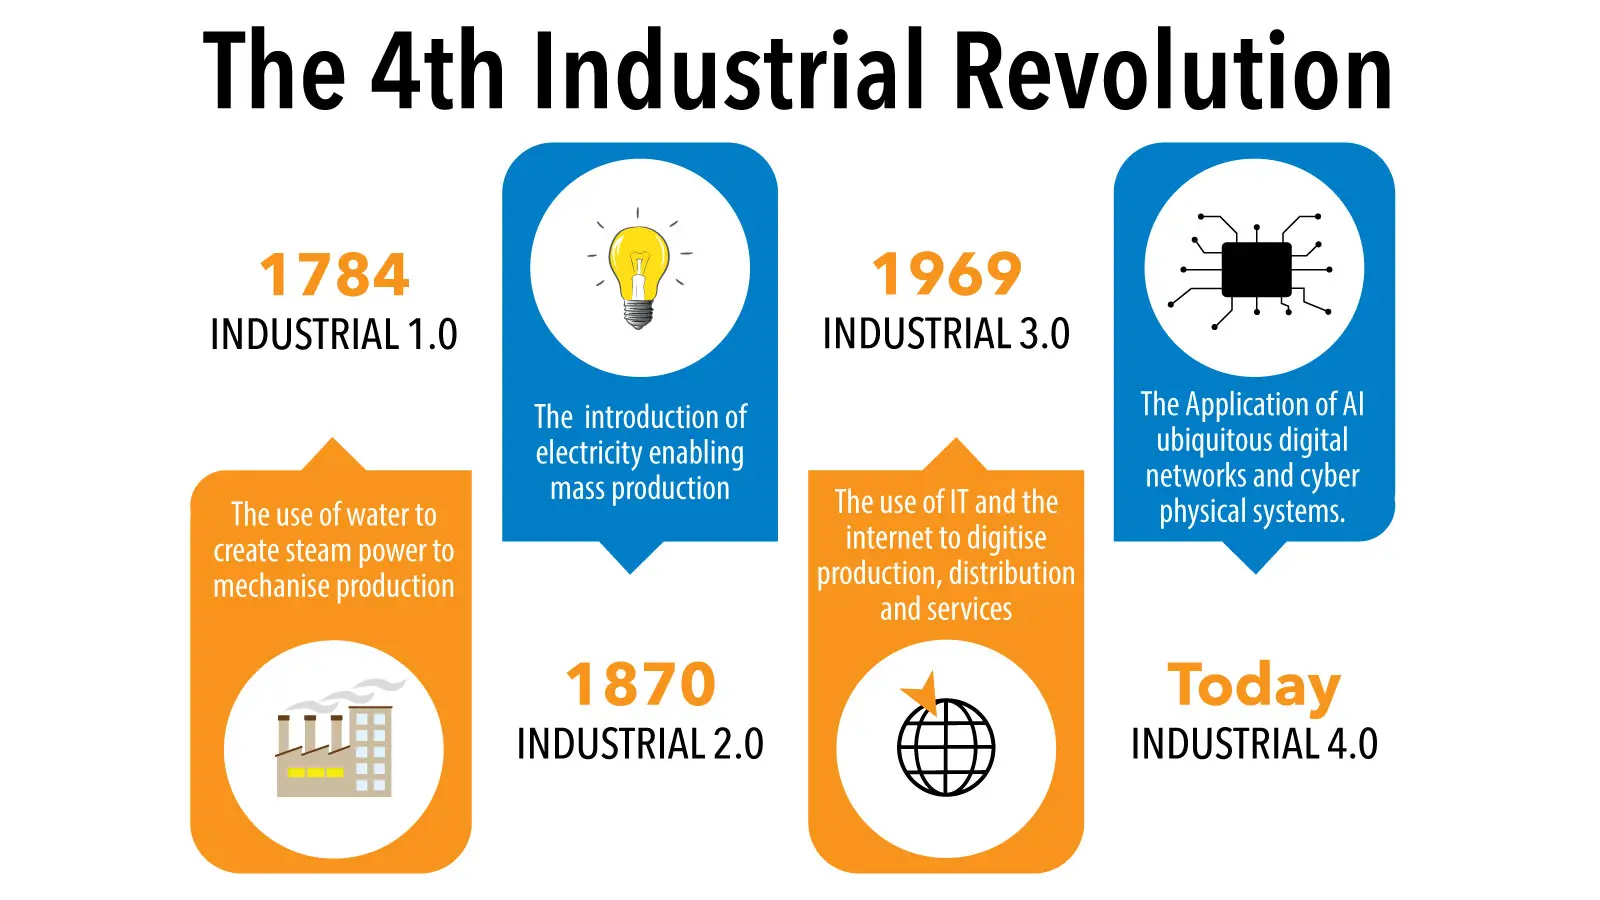 The 4th Industrial Revolution
1784
INDUSTRIAL 1.0
The use of water to
create steam power to
mechanise production
The introduction of
electricity enabling
mass production
1870
INDUSTRIAL 2.0
1969
INDUSTRIAL 3.0
The use of IT and the
internet to digitise
production, distribution
and services
The Application of AI
ubiquitous digital
networks and cyber
physical systems.
Today
INDUSTRIAL 4.0